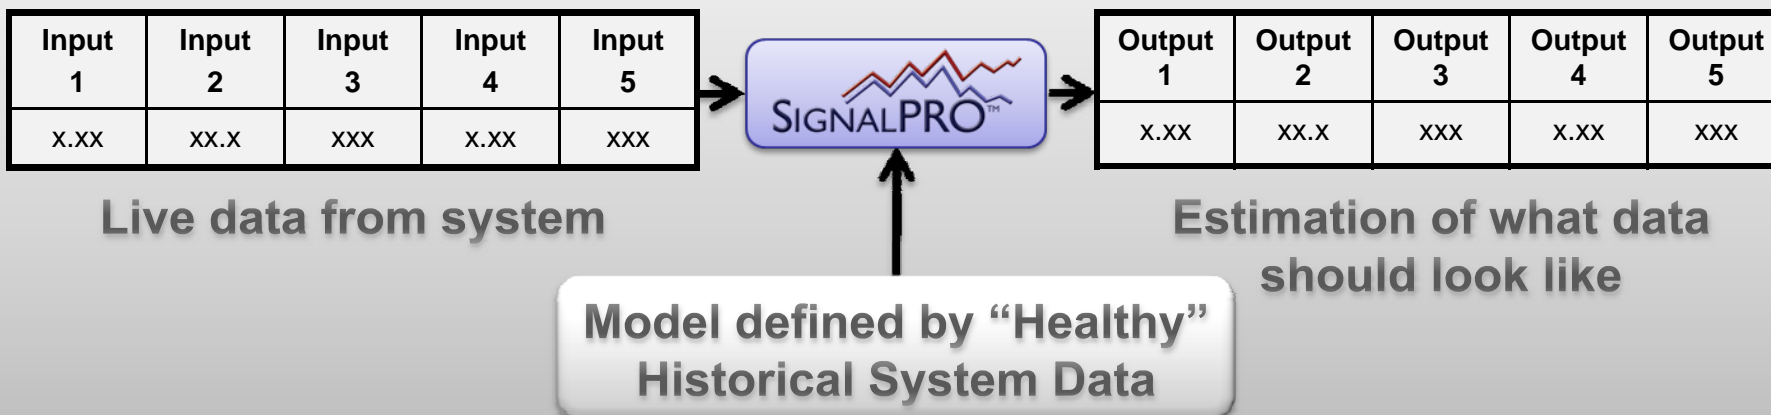 Input Input Input Input Input
1 2 3 4 5
x.xx xx.x xxx x.xx xxx
Live data from system
SIGNALPRO™
Model defined by “Healthy”
Historical System Data
Output Output Output Output Output
1 2 3 4 5
x.xx xx.x xxx x.xx xxx
Estimation of what data
should look like